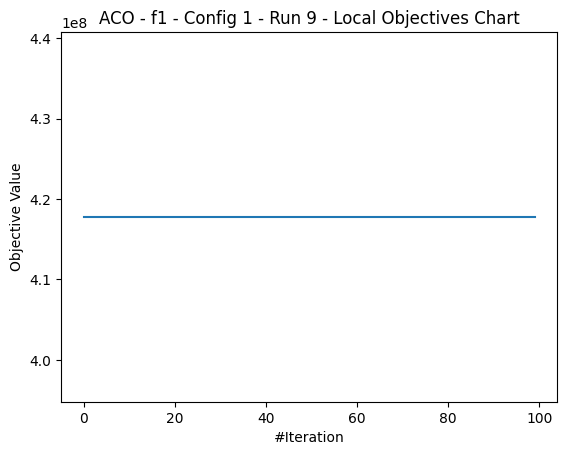 ACO - f1 - Config 1 - Run 9 - Local Objectives Chart
1e8
4.4
4.3
4.2
4.1
4.0
Objective Value
0 20 40 60 80 100
#Iteration